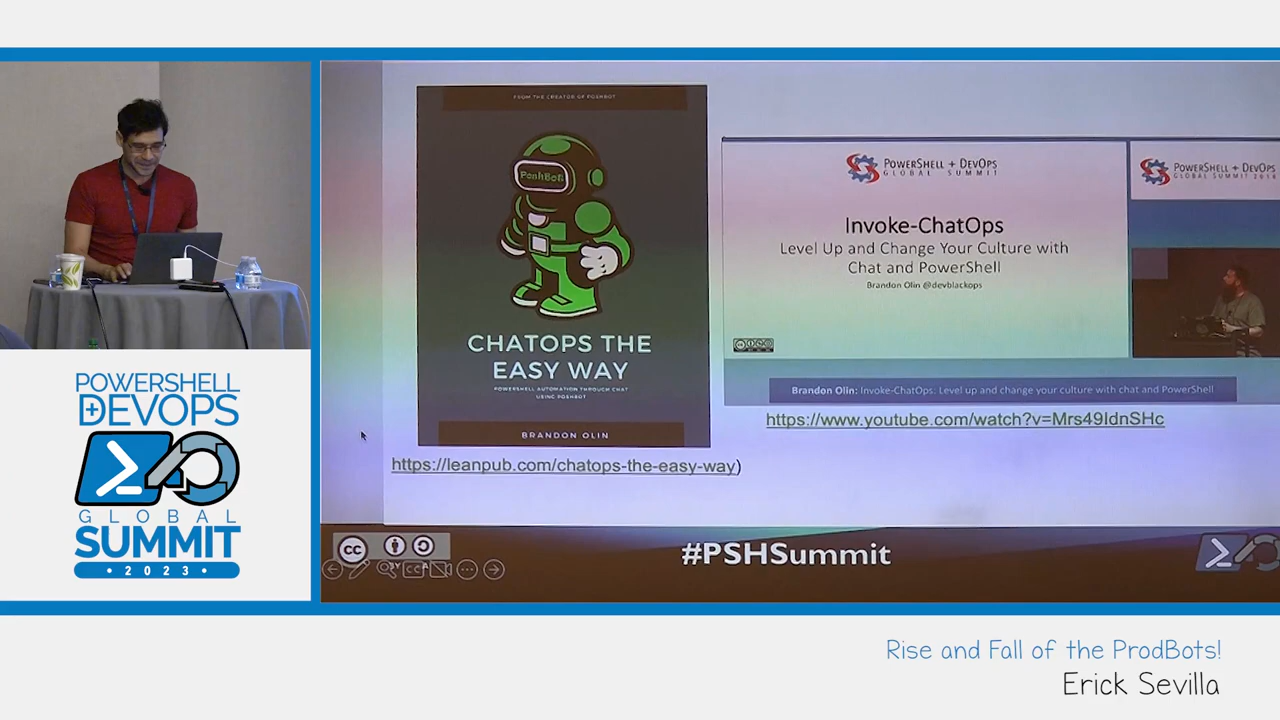 FROM THE CREATOR OF POSHBOT
PoshBot
CHATOPS THE
EASY WAY
POWERSHELL AUTOMATION THROUGH CHAT
USING POSHBOT
BRANDON OLIN
https://leanpub.com/chatops-the-easy-way)
POWERSHELL + DEVOPS
GLOBAL SUMMIT
Invoke-ChatOps
Level Up and Change Your Culture with
Chat and PowerShell
Brandon Olin @devblackops
POWERSHELL + DEVOPS
GLOBAL SUMMIT 2018
Brandon Olin: Invoke-ChatOps: Level up and change your culture with chat and PowerShell
https://www.youtube.com/watch?v=Mrs49IdnSHc
cc
#PSHSummit
POWERSHELL
+DEVOPS
GLOBAL
SUMMIT
• 2023 •
Rise and Fall of the ProdBots!
Erick Sevilla